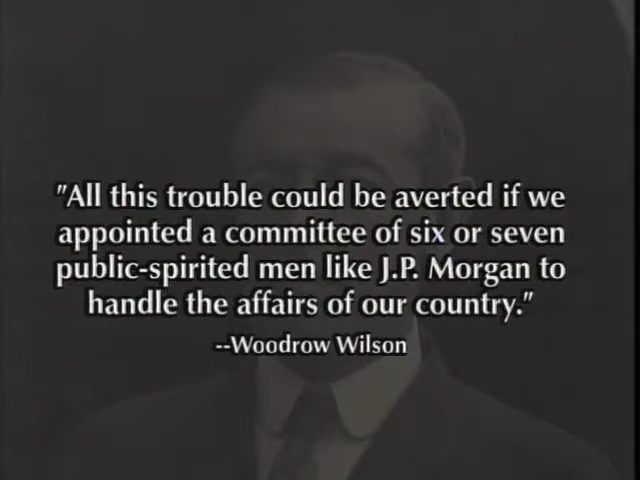 "All this trouble could be averted if we
appointed a committee of six or seven
public-spirited men like J.P. Morgan to
handle the affairs of our country."
--Woodrow Wilson